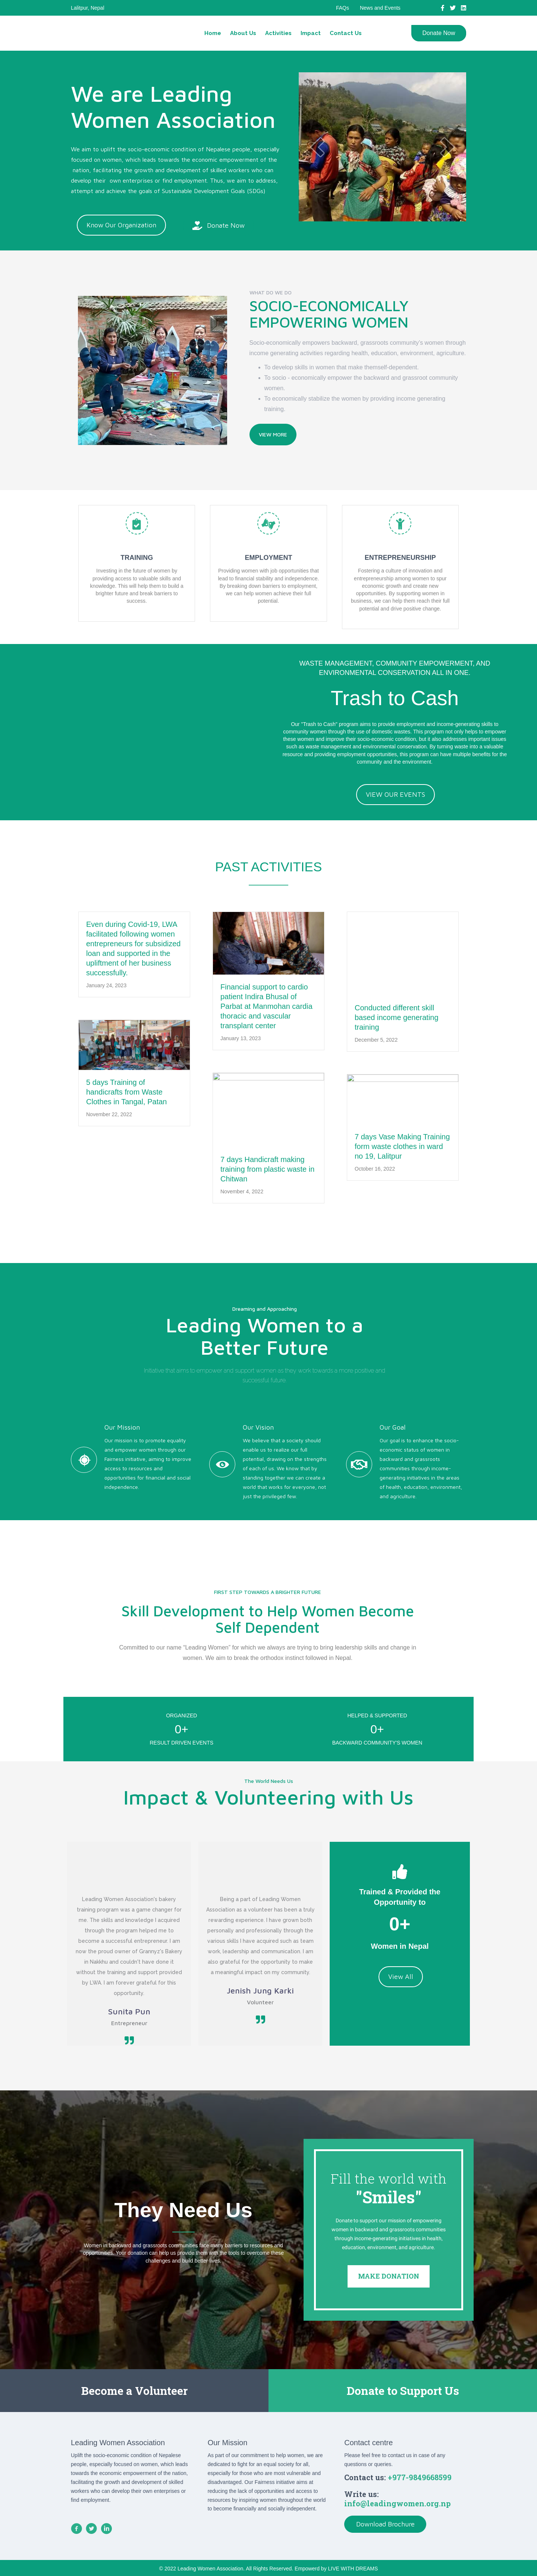 Lalitpur, Nepal
FAQs
News and Events
Home
About Us
Activities
Impact
Contact Us
Donate Now
We are Leading
Women Association
We aim to uplift the socio-economic condition of Nepalese people, especially
focused on women, which leads towards the economic empowerment of the
nation, facilitating the growth and development of skilled workers who can
develop their own enterprises or find employment. Thus, we aim to address,
attempt and achieve the goals of Sustainable Development Goals (SDGs)
Know Our Organization
Donate Now
WHAT DO WE DO
SOCIO-ECONOMICALLY
EMPOWERING WOMEN
Socio-economically empowers backward, grassroots community's women through
income generating activities regarding health, education, environment, agriculture.
To develop skills in women that make themself-dependent.
To socio - economically empower the backward and grassroot community
women.
To economically stabilize the women by providing income generating
training.
VIEW MORE
TRAINING
Investing in the future of women by
providing access to valuable skills and
knowledge. This will help them to build a
brighter future and break barriers to
success.
EMPLOYMENT
Providing women with job opportunities that
lead to financial stability and independence.
By breaking down barriers to employment,
we can help women achieve their full
potential.
ENTREPRENEURSHIP
Fostering a culture of innovation and
entrepreneurship among women to spur
economic growth and create new
opportunities. By supporting women in
business, we can help them reach their full
potential and drive positive change.
WASTE MANAGEMENT, COMMUNITY EMPOWERMENT, AND
ENVIRONMENTAL CONSERVATION ALL IN ONE.
Trash to Cash
Our "Trash to Cash" program aims to provide employment and income-generating skills to
community women through the use of domestic wastes. This program not only helps to empower
these women and improve their socio-economic condition, but it also addresses important issues
such as waste management and environmental conservation. By turning waste into a valuable
resource and providing employment opportunities, this program can make a difference for the
community and the environment.
VIEW OUR EVENTS
PAST ACTIVITIES
Even during Covid-19, LWA
facilitated following women
entrepreneurs for subsidized
loan and supported in the
upliftment of her business
successfully.
January 24, 2023
Financial support to cardio
patient Indira Bhusal of
Parbat at Manmohan cardia
thoracic and vascular
transplant center
January 13, 2023
Conducted different skill
based income generating
training
December 5, 2022
5 days Training of
handicrafts from Waste
Clothes in Tangal, Patan
November 22, 2022
7 days Handicraft making
training from plastic waste in
Chitwan
November 4, 2022
7 days Vase Making Training
form waste clothes in ward
no 19, Lalitpur
October 16, 2022
Dreaming and Approaching
Leading Women to a
Better Future
Initiative that aims to empower and support women as they work towards a more positive and
successful future.
Our Mission
Our-mission is to promote equality
and empower women through our
Fairness initiative, aiming to improve
access to resources and
opportunities for financial and social
independence.
Our Vision
We believe that a society should
enable us to realize our full
potential, drawing on the strengths
of each of us. We know that by
standing together we can create a
world that works for everyone, not
just the privileged few.
Our Goal
Our goal is to enhance the socio-
economic status of women in
backward and grassroots
communities through income-
generating initiatives in the areas
of health, education, environment,
and agriculture.
FIRST STEP TOWARDS A BRIGHTER FUTURE
Skill Development to Help Women Become
Self Dependent
Committed to our name "Leading Women" for which we always are trying to bring leadership skills and change in
women. We aim to break the orthodox instinct followed in Nepal.
ORGANIZED
0+
RESULT DRIVEN EVENTS
HELPED & SUPPORTED
0+
BACKWARD COMMUNITY'S WOMEN
The World Needs Us
Impact & Volunteering with Us
Leading Women Association's bakery
training program was a game changer for
me. The skills and knowledge I acquired
through the program helped me to
become a successful entrepreneur. I am
now the proud owner of Grannyz's Bakery
in Nakkhu and couldn't have done it
without the training and support provided
by LWA. I am forever grateful for this
opportunity.
Sunita Pun
Entrepreneur
Being a part of Leading Women
Association as a volunteer has been a truly
rewarding experience. I have grown both
personally and professionally through the
various skills I have acquired such as team
work, leadership and communication. I am
also grateful for the opportunity to make
a meaningful impact on my community.
Jenish Jung Karki
Volunteer
Trained & Provided the
Opportunity to
0+
Women in Nepal
View All
They Need Us
Women in backward and grassroots communities face many barriers to resources and
opportunities. Your donation can help us provide them with the tools to overcome these
challenges and build better lives.
Fill the world with
"Smiles"
Donate to support our mission of empowering
women in backward and grassroots communities
through income-generating initiatives in health,
education, environment, and agriculture.
MAKE DONATION
Become a Volunteer
Donate to Support Us
Leading Women Association
Uplift the socio-economic condition of Nepalese
people, especially focused on women, which leads
towards the economic empowerment of the nation,
facilitating the growth and development of skilled
workers who can develop their own enterprises or
find employment.
Our Mission
As part of our commitment to help women, we are
dedicated to fight for an equal society for all,
especially for those who are most vulnerable and
disadvantaged. Our Fairness initiative aims at
reducing the lack of opportunities and access to
resources by inspiring women throughout the world
to become financially and socially independent.
Contact centre
Please feel free to contact us in case of any
questions or queries.
Contact us: +977-9849668599
Write us:
info@leadingwomen.org.np
Download Brochure
© 2022 Leading Women Association. All Rights Reserved. Empowerd by LIVE WITH DREAMS